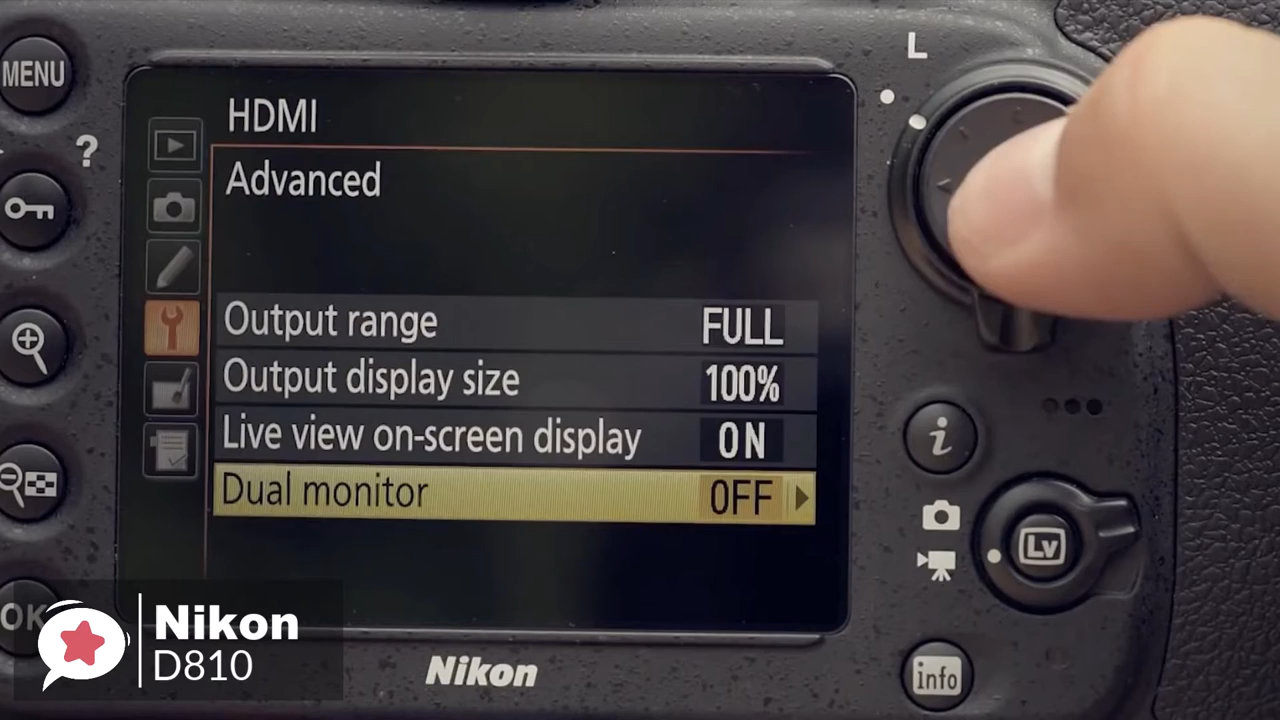 MENU
L
HDMI
?
Advanced
Output range FULL
Output display size 100%
Live view on-screen display ON
Dual monitor OFF
i
Lv
OK
Nikon
D810
Nikon
info